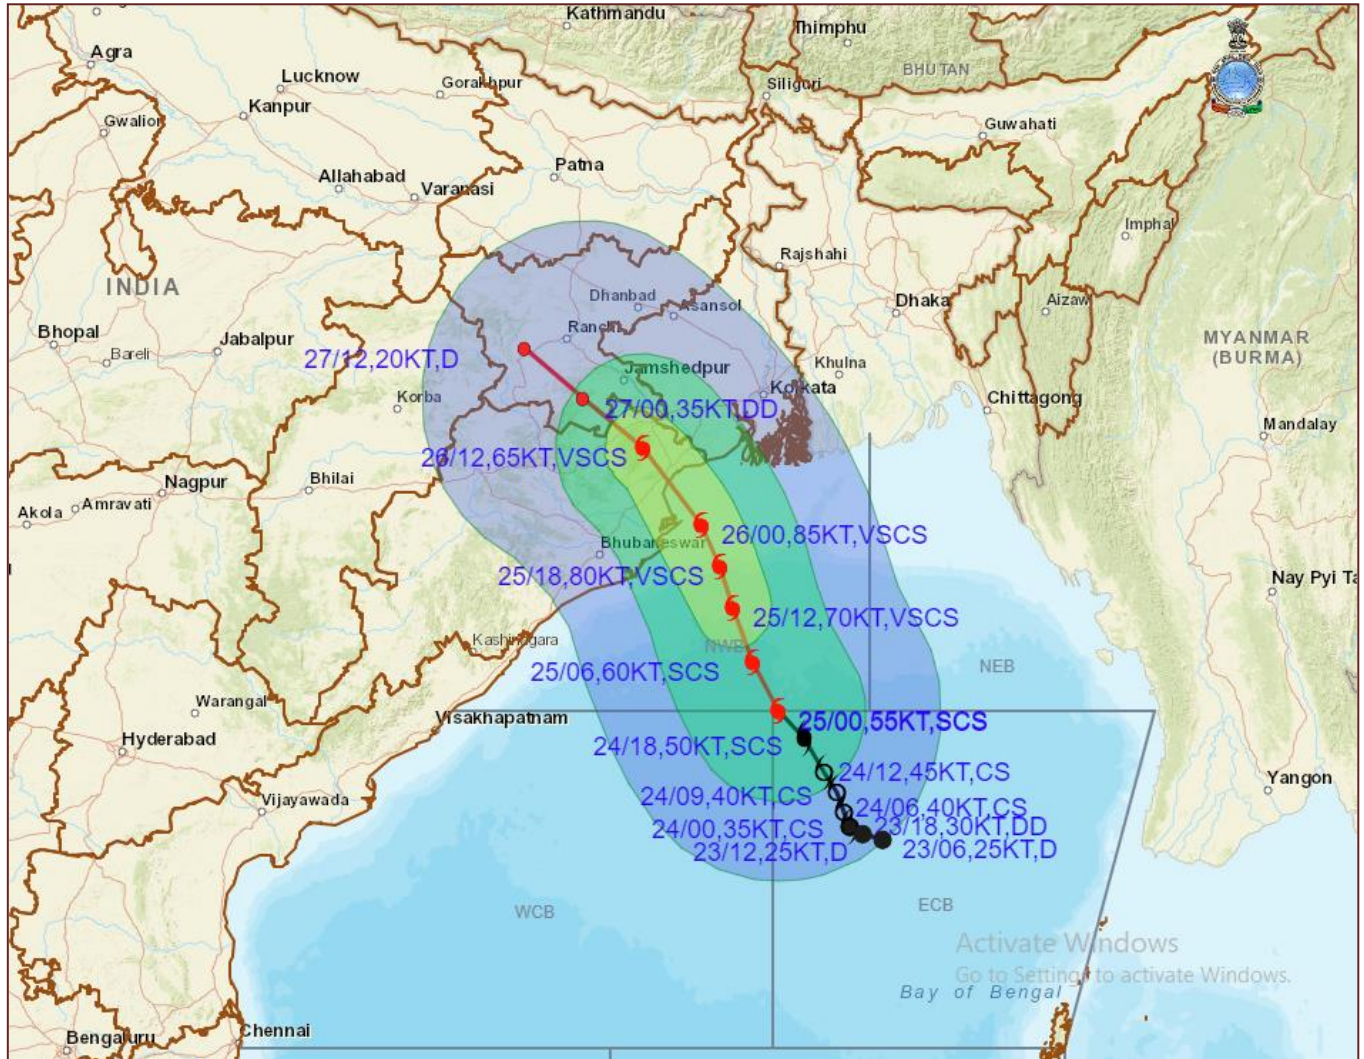 Kathmandu
Thimphu
Agra
Lucknow
Gorakhpur
BHUTAN
Siliguri
Kanpur
Gwalior
Guwahati
Patna
Allahabad
Varanasi
Imphal
Rajshahi
INDIA
Dhanbad
Asansol
Dhaka
Aizaw
Bhopal
Jabalpur
Ranchi
MYANMAR
(BURMA)
Bareli
27/12,20KT,D
Jamshedpur
Khulna
Kolkata
Korba
27/00,35KT,DD
Chittagong
Mandalay
26/12,65KT,VSCS
Nagpur
Bhilai
Akola
Amravati
26/00,85KT,VSCS
Bhubaneswar
25/18,80KT,VSCS
Nay Pyi Ta
25/12,70KT,VSCS
Kashinagara
NWB
NEB
25/06,60KT,SCS
Warangal
Visakhapatnam
25/00,55KT,SCS
Hyderabad
24/18,50KT,SCS
24/12,45KT,CS
Yangon
24/09,40KT,CS
Vijayawada
24/06,40KT,CS
24/00,35KT,CS
23/18,30KT,DD
23/12,25KT,D
23/06,25KT,D
WCB
ECB
Activate Windows
Go to Settings to activate Windows.
Bay of Bengal
Chennai
Bengaluru